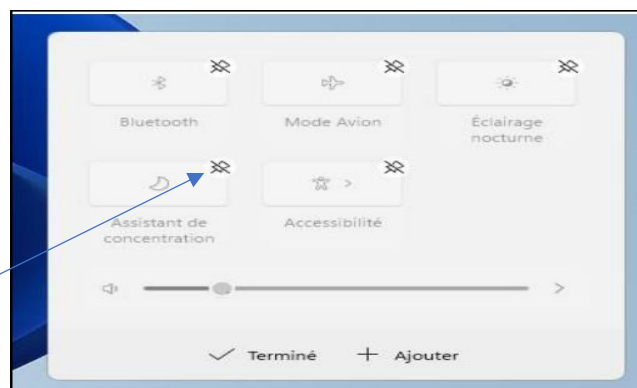 Bluetooth
Mode Avion
Éclairage
nocturne
Assistant de
concentration
Accessibilité
Terminé
Ajouter